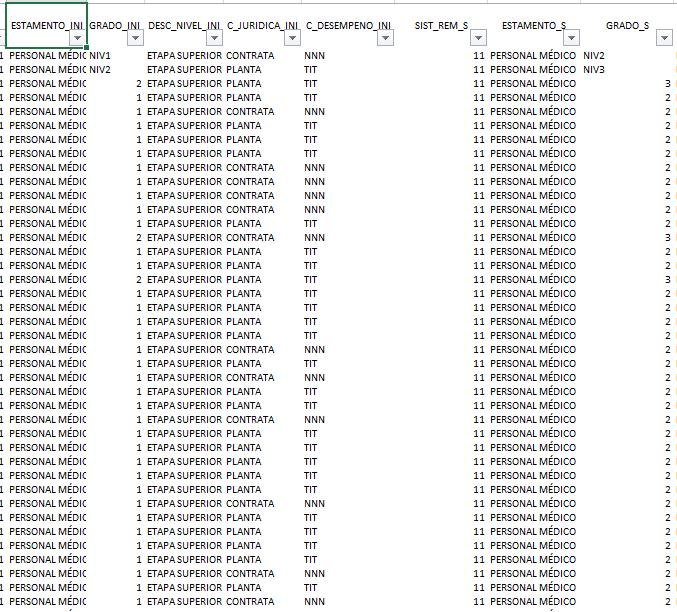 ESTAMENTO_INI GRADO_INI DESC_NIVEL_INI C_JURIDICA_INI C_DESEMPENO_INI SIST_REM_S ESTAMENTO_S GRADO_S
1 PERSONAL MÉDIC NIV1 ETAPA SUPERIOR CONTRATA NNN 11 PERSONAL MÉDICO NIV2
1 PERSONAL MÉDIC NIV2 ETAPA SUPERIOR PLANTA TIT 11 PERSONAL MÉDICO NIV3
1 PERSONAL MÉDIC 2 ETAPA SUPERIOR PLANTA TIT 11 PERSONAL MÉDICO 3
1 PERSONAL MÉDIC 1 ETAPA SUPERIOR PLANTA TIT 11 PERSONAL MÉDICO 2
1 PERSONAL MÉDIC 1 ETAPA SUPERIOR CONTRATA NNN 11 PERSONAL MÉDICO 2
1 PERSONAL MÉDIC 1 ETAPA SUPERIOR PLANTA TIT 11 PERSONAL MÉDICO 2
1 PERSONAL MÉDIC 1 ETAPA SUPERIOR PLANTA TIT 11 PERSONAL MÉDICO 2
1 PERSONAL MÉDIC 1 ETAPA SUPERIOR PLANTA TIT 11 PERSONAL MÉDICO 2
1 PERSONAL MÉDIC 1 ETAPA SUPERIOR CONTRATA NNN 11 PERSONAL MÉDICO 2
1 PERSONAL MÉDIC 1 ETAPA SUPERIOR CONTRATA NNN 11 PERSONAL MÉDICO 2
1 PERSONAL MÉDIC 1 ETAPA SUPERIOR CONTRATA NNN 11 PERSONAL MÉDICO 2
1 PERSONAL MÉDIC 1 ETAPA SUPERIOR CONTRATA NNN 11 PERSONAL MÉDICO 2
1 PERSONAL MÉDIC 1 ETAPA SUPERIOR PLANTA TIT 11 PERSONAL MÉDICO 2
1 PERSONAL MÉDIC 2 ETAPA SUPERIOR CONTRATA NNN 11 PERSONAL MÉDICO 3
1 PERSONAL MÉDIC 1 ETAPA SUPERIOR PLANTA TIT 11 PERSONAL MÉDICO 2
1 PERSONAL MÉDIC 1 ETAPA SUPERIOR PLANTA TIT 11 PERSONAL MÉDICO 2
1 PERSONAL MÉDIC 2 ETAPA SUPERIOR PLANTA TIT 11 PERSONAL MÉDICO 3
1 PERSONAL MÉDIC 1 ETAPA SUPERIOR PLANTA TIT 11 PERSONAL MÉDICO 2
1 PERSONAL MÉDIC 1 ETAPA SUPERIOR PLANTA TIT 11 PERSONAL MÉDICO 2
1 PERSONAL MÉDIC 1 ETAPA SUPERIOR PLANTA TIT 11 PERSONAL MÉDICO 2
1 PERSONAL MÉDIC 1 ETAPA SUPERIOR PLANTA TIT 11 PERSONAL MÉDICO 2
1 PERSONAL MÉDIC 1 ETAPA SUPERIOR CONTRATA NNN 11 PERSONAL MÉDICO 2
1 PERSONAL MÉDIC 1 ETAPA SUPERIOR PLANTA TIT 11 PERSONAL MÉDICO 2
1 PERSONAL MÉDIC 1 ETAPA SUPERIOR CONTRATA NNN 11 PERSONAL MÉDICO 2
1 PERSONAL MÉDIC 1 ETAPA SUPERIOR PLANTA TIT 11 PERSONAL MÉDICO 2
1 PERSONAL MÉDIC 1 ETAPA SUPERIOR PLANTA TIT 11 PERSONAL MÉDICO 2
1 PERSONAL MÉDIC 1 ETAPA SUPERIOR CONTRATA NNN 11 PERSONAL MÉDICO 2
1 PERSONAL MÉDIC 1 ETAPA SUPERIOR PLANTA TIT 11 PERSONAL MÉDICO 2
1 PERSONAL MÉDIC 1 ETAPA SUPERIOR PLANTA TIT 11 PERSONAL MÉDICO 2
1 PERSONAL MÉDIC 1 ETAPA SUPERIOR PLANTA TIT 11 PERSONAL MÉDICO 2
1 PERSONAL MÉDIC 1 ETAPA SUPERIOR PLANTA TIT 11 PERSONAL MÉDICO 2
1 PERSONAL MÉDIC 1 ETAPA SUPERIOR PLANTA TIT 11 PERSONAL MÉDICO 2
1 PERSONAL MÉDIC 1 ETAPA SUPERIOR CONTRATA NNN 11 PERSONAL MÉDICO 2
1 PERSONAL MÉDIC 1 ETAPA SUPERIOR PLANTA TIT 11 PERSONAL MÉDICO 2
1 PERSONAL MÉDIC 1 ETAPA SUPERIOR PLANTA TIT 11 PERSONAL MÉDICO 2
1 PERSONAL MÉDIC 1 ETAPA SUPERIOR PLANTA TIT 11 PERSONAL MÉDICO 2
1 PERSONAL MÉDIC 1 ETAPA SUPERIOR PLANTA TIT 11 PERSONAL MÉDICO 2
1 PERSONAL MÉDIC 1 ETAPA SUPERIOR CONTRATA NNN 11 PERSONAL MÉDICO 2
1 PERSONAL MÉDIC 1 ETAPA SUPERIOR PLANTA TIT 11 PERSONAL MÉDICO 2
1 PERSONAL MÉDIC 1 ETAPA SUPERIOR CONTRATA NNN 11 PERSONAL MÉDICO 2